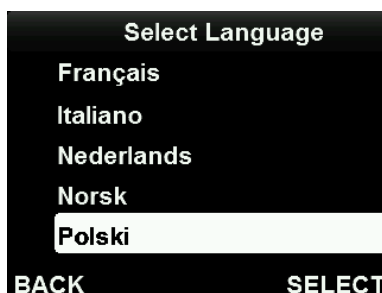 Select Language
Français
Italiano
Nederlands
Norsk
Polski
BACK SELECT